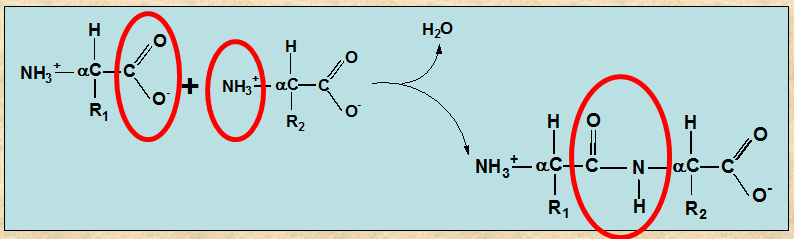 H O H O H₂O
NH₃⁺ αC C + NH₃⁺ αC C
R₁ O⁻ R₂ O⁻
H O H O
NH₃⁺ αC C N αC C
R₁ H R₂ O⁻